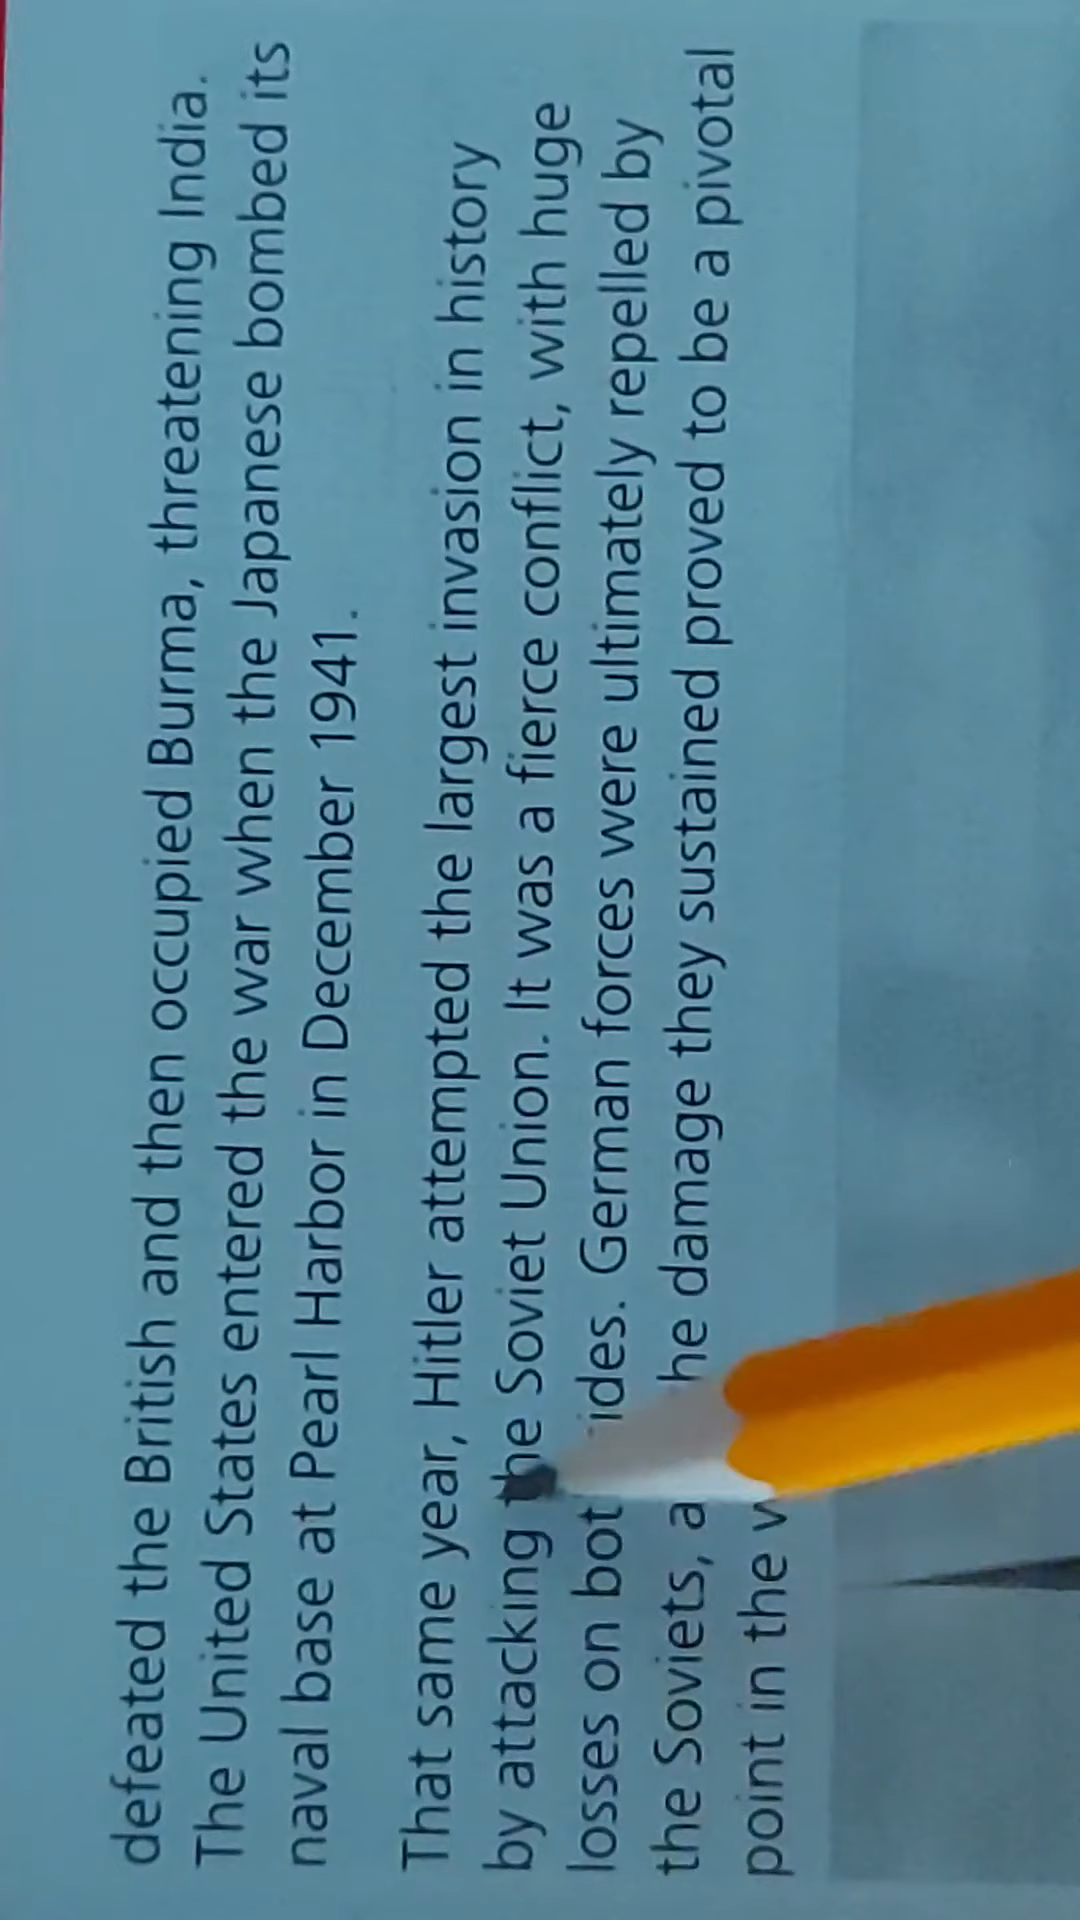 defeated the British and then occupied Burma, threatening India.
The United States entered the war when the Japanese bombed its
naval base at Pearl Harbor in December 1941.
That same year, Hitler attempted the largest invasion in history
by attacking the Soviet Union. It was a fierce conflict, with huge
losses on bot ides. German forces were ultimately repelled by
the Soviets, a he damage they sustained proved to be a pivotal
point in the